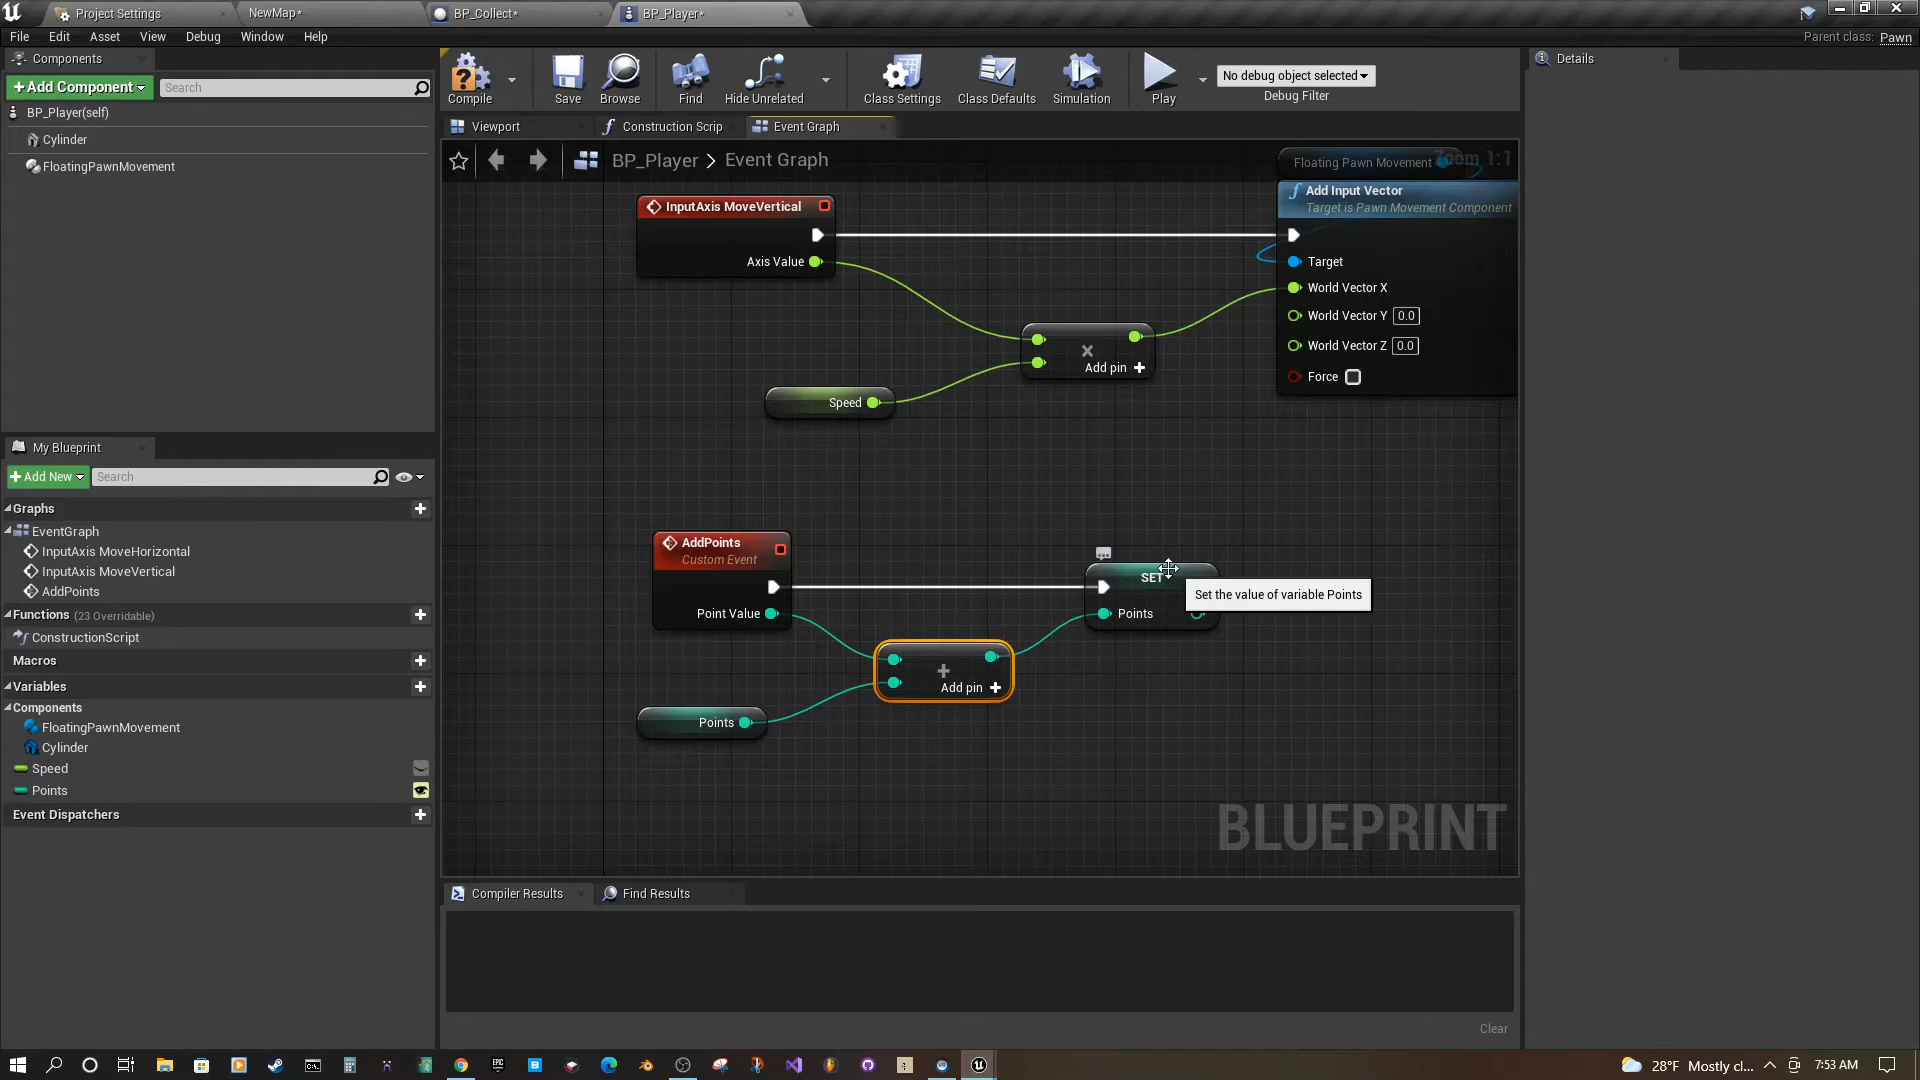 Project Settings
NewMap*
BP_Collect*
BP_Player*
File Edit Asset View Debug Window Help
Parent class: Pawn
Components
+Add Component
Search
BP_Player(self)
Cylinder
FloatingPawnMovement
Compile
Save
Browse
Find
Hide Unrelated
Class Settings
Class Defaults
Simulation
Play
No debug object selected
Debug Filter
Details
Viewport
Construction Scrip
Event Graph
BP_Player > Event Graph
Zoom 1:1
Floating Pawn Movement
InputAxis MoveVertical
Axis Value
Add Input Vector
Target is Pawn Movement Component
Target
World Vector X
World Vector Y 0.0
World Vector Z 0.0
Force
Add pin +
Speed
My Blueprint
+Add New
Search
Graphs
EventGraph
InputAxis MoveHorizontal
InputAxis MoveVertical
AddPoints
Functions (23 Overridable)
ConstructionScript
Macros
Variables
Components
FloatingPawnMovement
Cylinder
Speed
Points
Event Dispatchers
AddPoints
Custom Event
Point Value
SET
Points
Set the value of variable Points
+
Add pin +
Points
BLUEPRINT
Compiler Results
Find Results
Clear
28°F Mostly cl...
7:53 AM